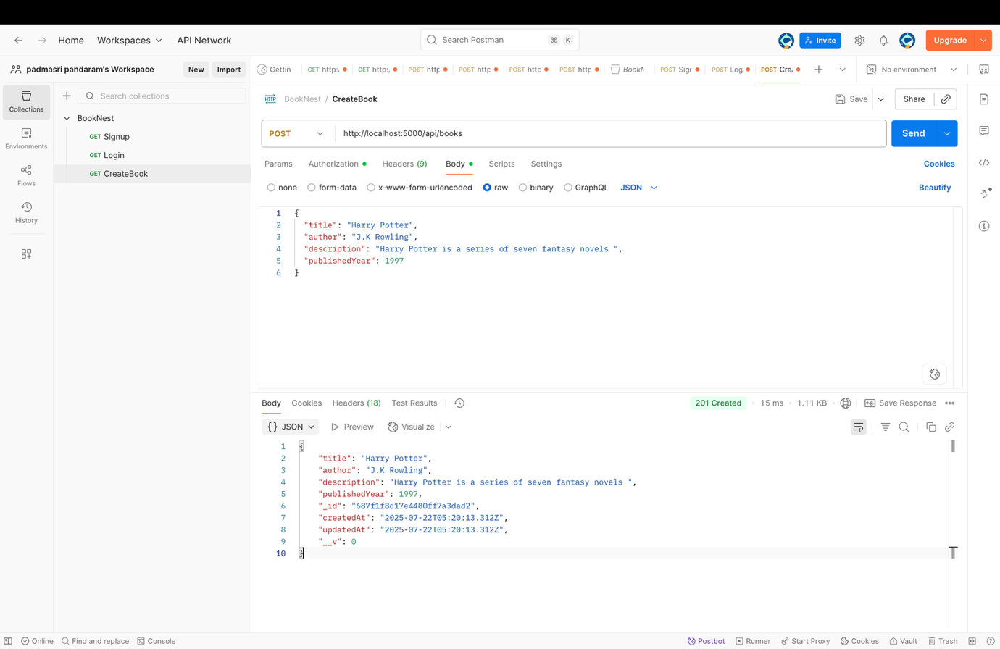 Home Workspaces API Network Search Postman ⌘ K Invite Upgrade
padmasri pandaram's Workspace New Import Gettin GET http:, GET http:, POST http POST http POST http POST http BookN POST Sign POST Log POST Cre. No environment
Collections
Environments
Flows
History
Search collections
BookNest
GET Signup
GET Login
GET CreateBook
HTTP BookNest / CreateBook Save Share
POST http://localhost:5000/api/books Send
Params Authorization Headers (9) Body Scripts Settings Cookies
none form-data x-www-form-urlencoded raw binary GraphQL JSON Beautify
1 {
2 "title": "Harry Potter",
3 "author": "J.K Rowling",
4 "description": "Harry Potter is a series of seven fantasy novels ",
5 "publishedYear": 1997
6 }
Body Cookies Headers (18) Test Results 201 Created 15 ms 1.11 KB Save Response
{} JSON Preview Visualize
1 {
2 "title": "Harry Potter",
3 "author": "J.K Rowling",
4 "description": "Harry Potter is a series of seven fantasy novels ",
5 "publishedYear": 1997,
6 "_id": "687f1f8d17e4480ff7a3dad2",
7 "createdAt": "2025-07-22T05:20:13.312Z",
8 "updatedAt": "2025-07-22T05:20:13.312Z",
9 "__v": 0
10 }
Online Find and replace Console Postbot Runner Start Proxy Cookies Vault Trash